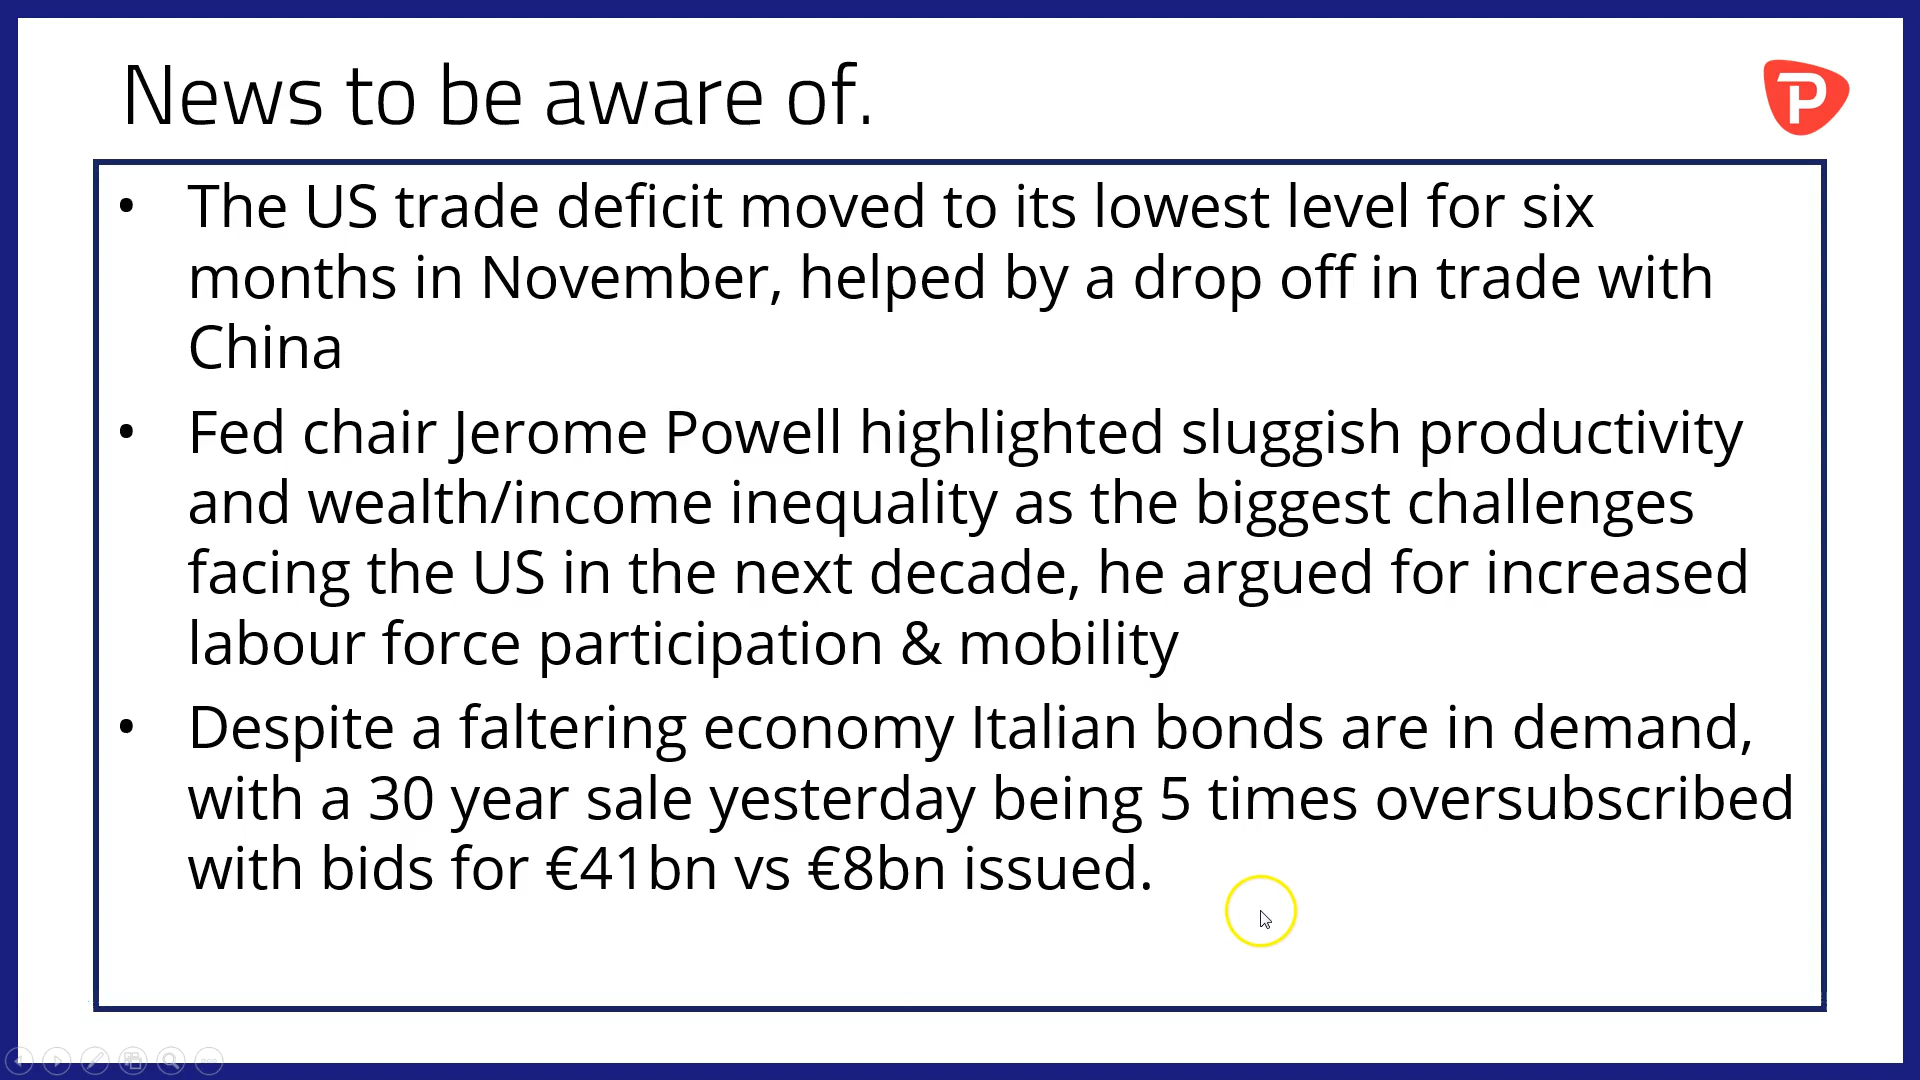 News to be aware of.
P
• The US trade deficit moved to its lowest level for six
months in November, helped by a drop off in trade with
China
• Fed chair Jerome Powell highlighted sluggish productivity
and wealth/income inequality as the biggest challenges
facing the US in the next decade, he argued for increased
labour force participation & mobility
• Despite a faltering economy Italian bonds are in demand,
with a 30 year sale yesterday being 5 times oversubscribed
with bids for €41bn vs €8bn issued.